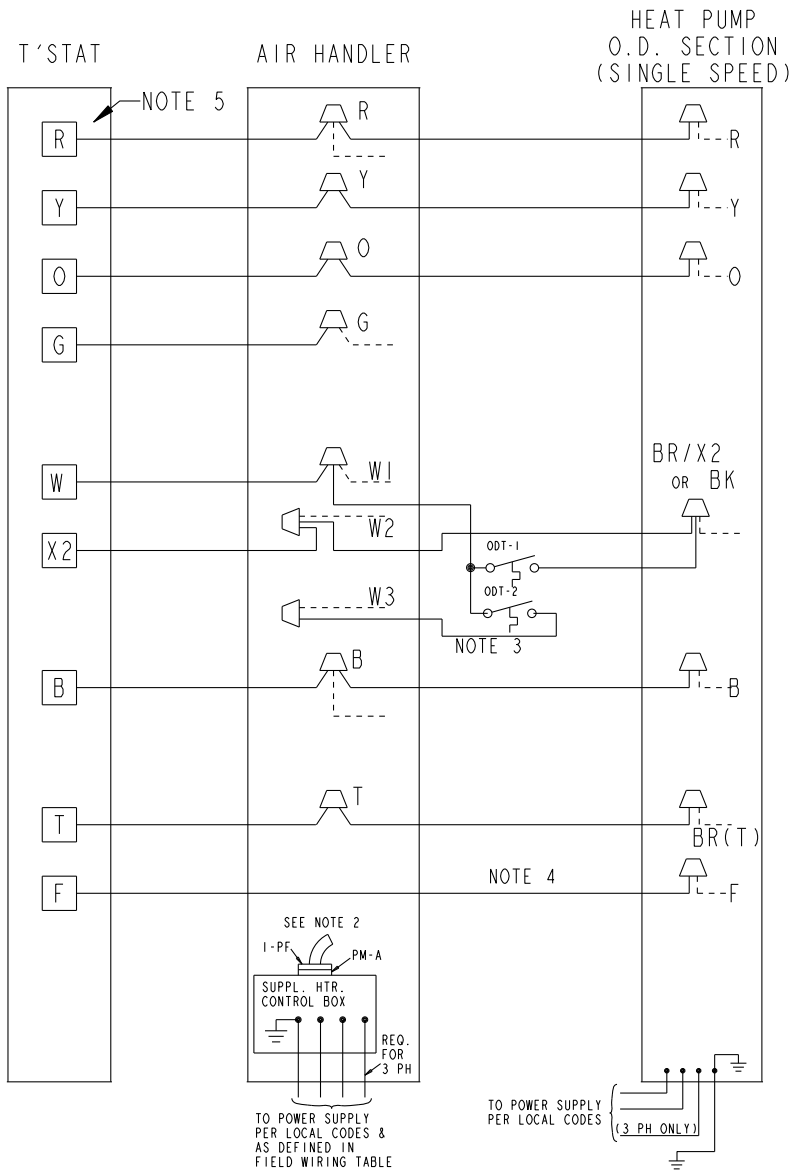 HEAT PUMP
O.D. SECTION
(SINGLE SPEED)
T'STAT
AIR HANDLER
NOTE 5
R
R
R
Y
Y
Y
O
O
O
G
G
W
W1
BR/X2
OR BK
X2
W2
ODT-1
ODT-2
W3
NOTE 3
B
B
B
T
T
BR(T)
F
NOTE 4
F
SEE NOTE 2
1-PF
PM-A
SUPPL. HTR.
CONTROL BOX
REQ.
FOR
3 PH
TO POWER SUPPLY
PER LOCAL CODES &
AS DEFINED IN
FIELD WIRING TABLE
TO POWER SUPPLY
PER LOCAL CODES
(3 PH ONLY)